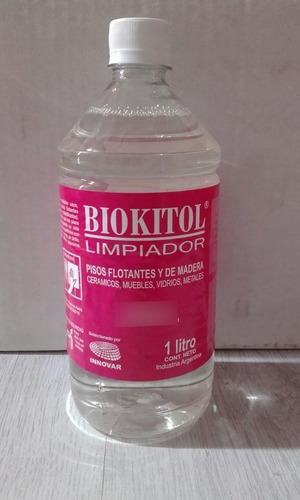 BIOKITOL®
LIMPIADOR
PISOS FLOTANTES Y DE MADERA
CERAMICOS, MUEBLES, VIDRIOS, METALES
Seleccionado por
INNOVAR
1 litro
CONT. NETO
Industria Argentina